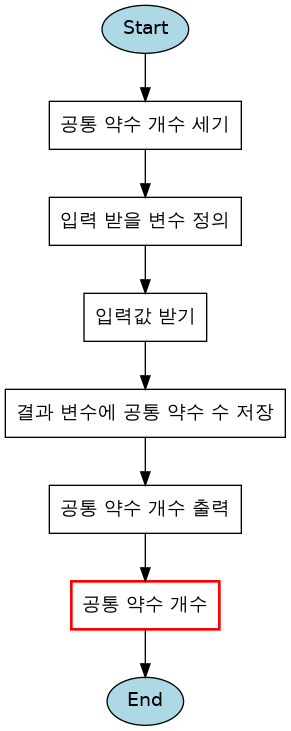 Start
공통 약수 개수 세기
입력 받을 변수 정의
입력값 받기
결과 변수에 공통 약수 수 저장
공통 약수 개수 출력
공통 약수 개수
End